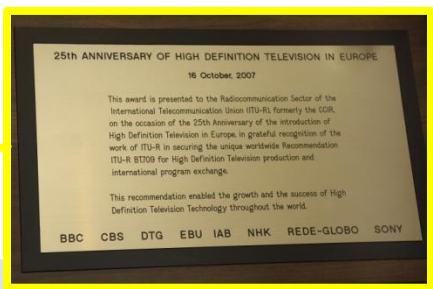 25th ANNIVERSARY OF HIGH DEFINITION TELEVISION IN EUROPE
16 October, 2007
This award is presented to the Radiocommunication Sector of the
International Telecommunication Union (ITU-R), formerly the CCIR,
on the occasion of the 25th Anniversary of the introduction of
High Definition Television in Europe, in grateful recognition of the
work of ITU-R in securing the unique worldwide Recommendation
ITU-R BT.709 for High Definition Television production and
international program exchange.
This recommendation enabled the growth and the success of High
Definition Television Technology throughout the world.
BBC CBS DTG EBU IAB NHK REDE-GLOBO SONY